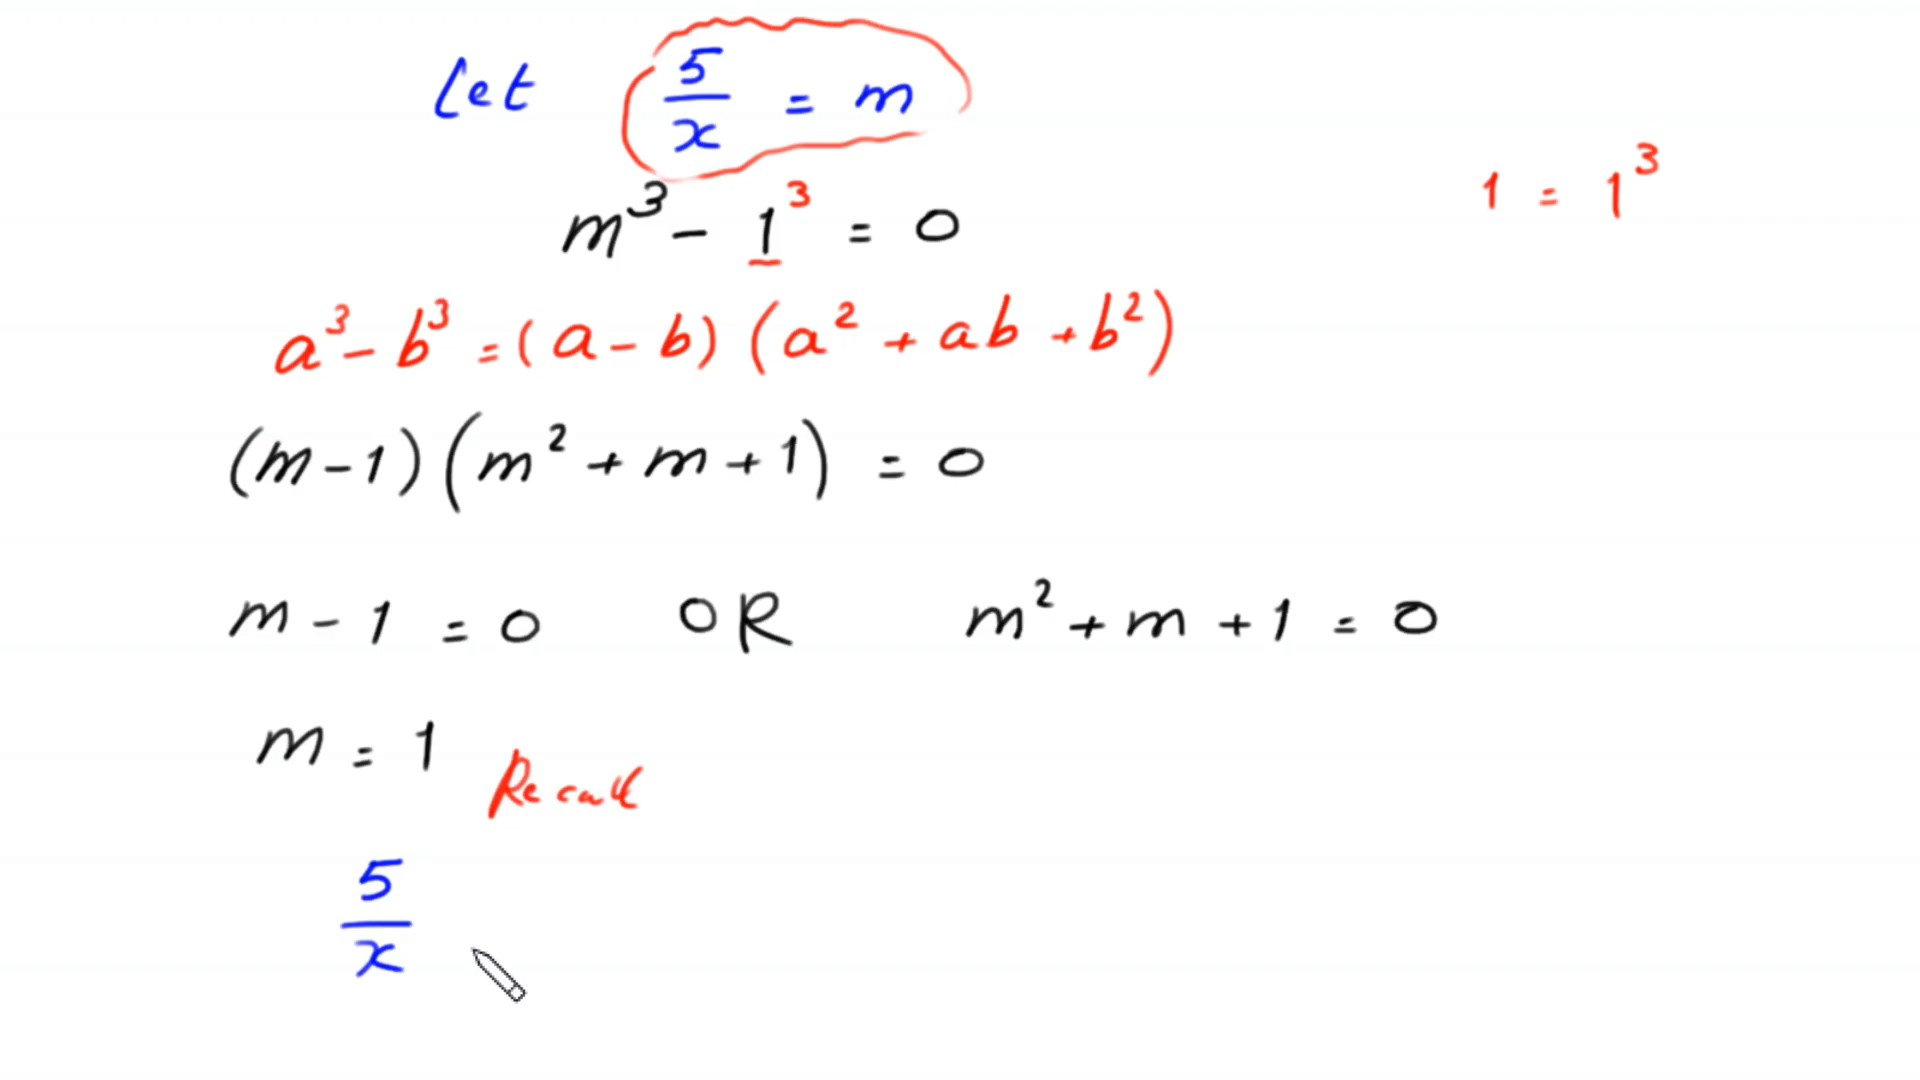 Let 5/x = m
1 = 1³
m³ - 1³ = 0
a³ - b³ = (a - b) (a² + ab + b²)
(m - 1) (m² + m + 1) = 0
m - 1 = 0 OR m² + m + 1 = 0
m = 1 Recall
5/x